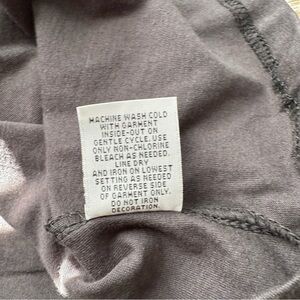 MACHINE WASH COLD
WITH GARMENT
INSIDE-OUT ON
GENTLE CYCLE. USE
ONLY NON-CHLORINE
BLEACH AS NEEDED.
LINE DRY
AND IRON ON LOWEST
SETTING AS NEEDED
ON REVERSE SIDE
OF GARMENT ONLY.
DO NOT IRON
DECORATION.